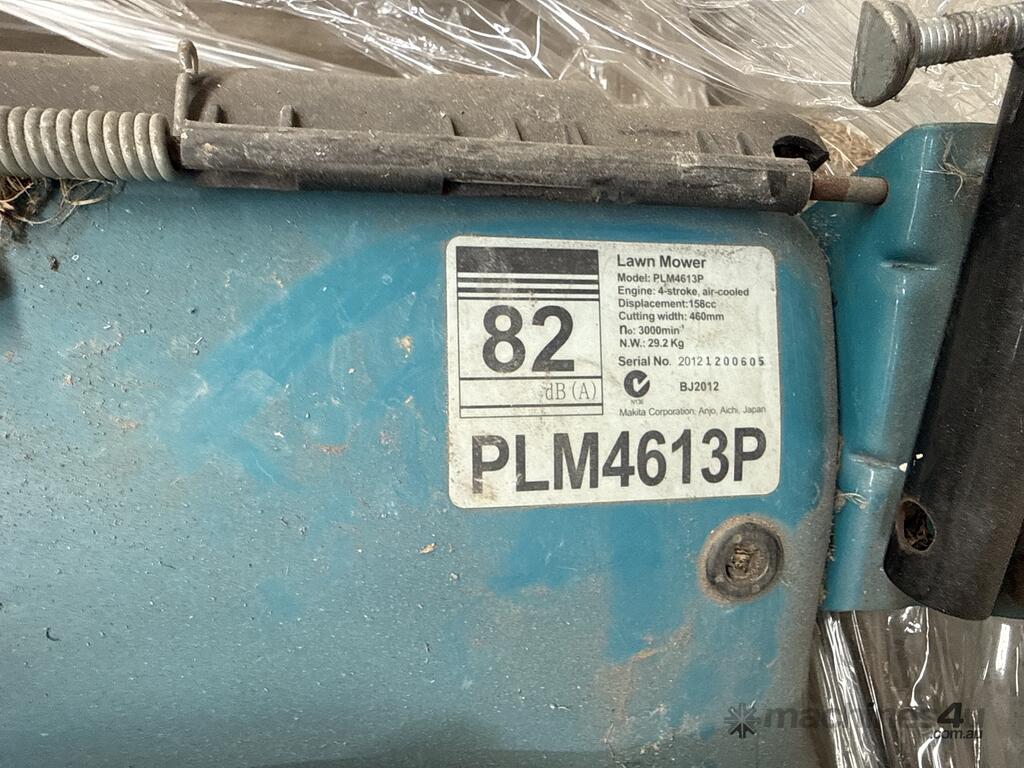 82
dB(A)
Lawn Mower
Model: PLM4613P
Engine: 4-stroke, air-cooled
Displacement:158cc
Cutting width: 460mm
no: 3000min-1
N.W.: 29.2 Kg
Serial No. 20121200605
BJ2012
Makita Corporation, Anjo, Aichi, Japan
PLM4613P
machines4u
.com.au